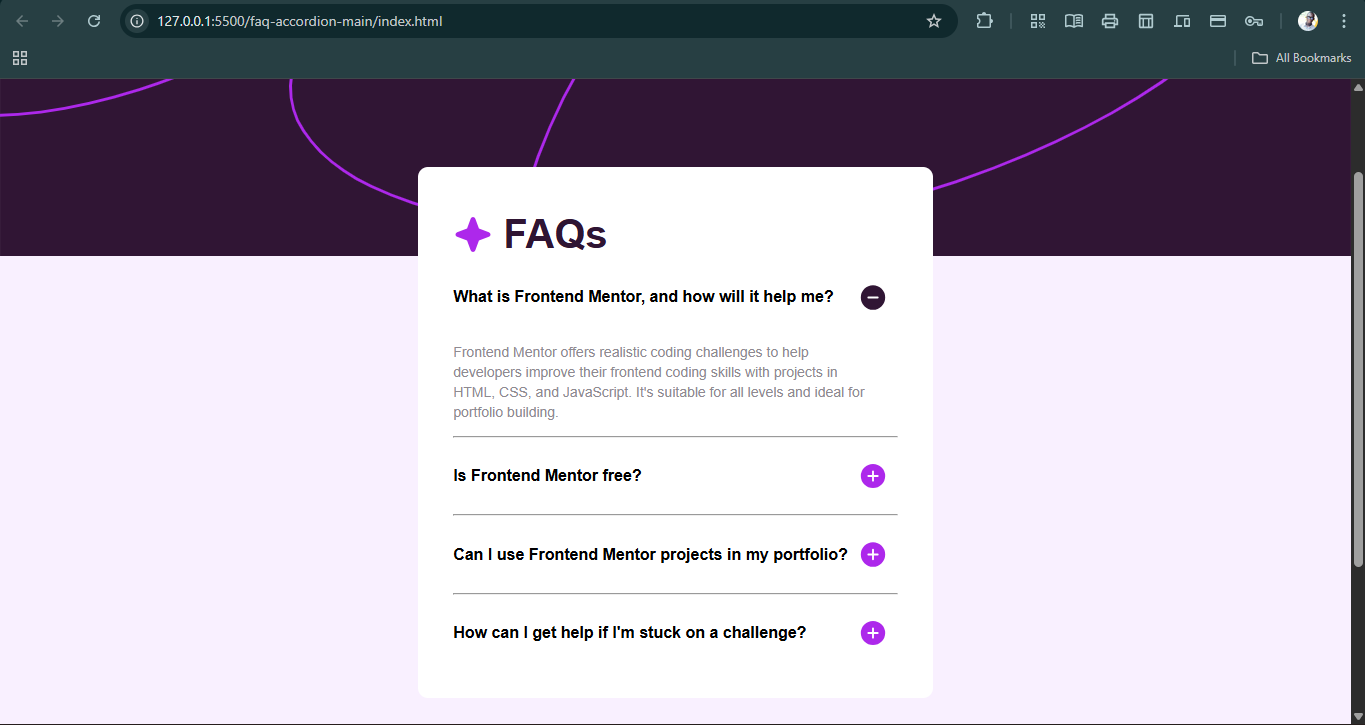 127.0.0.1:5500/faq-accordion-main/index.html
All Bookmarks
FAQs
What is Frontend Mentor, and how will it help me?
Frontend Mentor offers realistic coding challenges to help
developers improve their frontend coding skills with projects in
HTML, CSS, and JavaScript. It's suitable for all levels and ideal for
portfolio building.
Is Frontend Mentor free?
Can I use Frontend Mentor projects in my portfolio?
How can I get help if I'm stuck on a challenge?